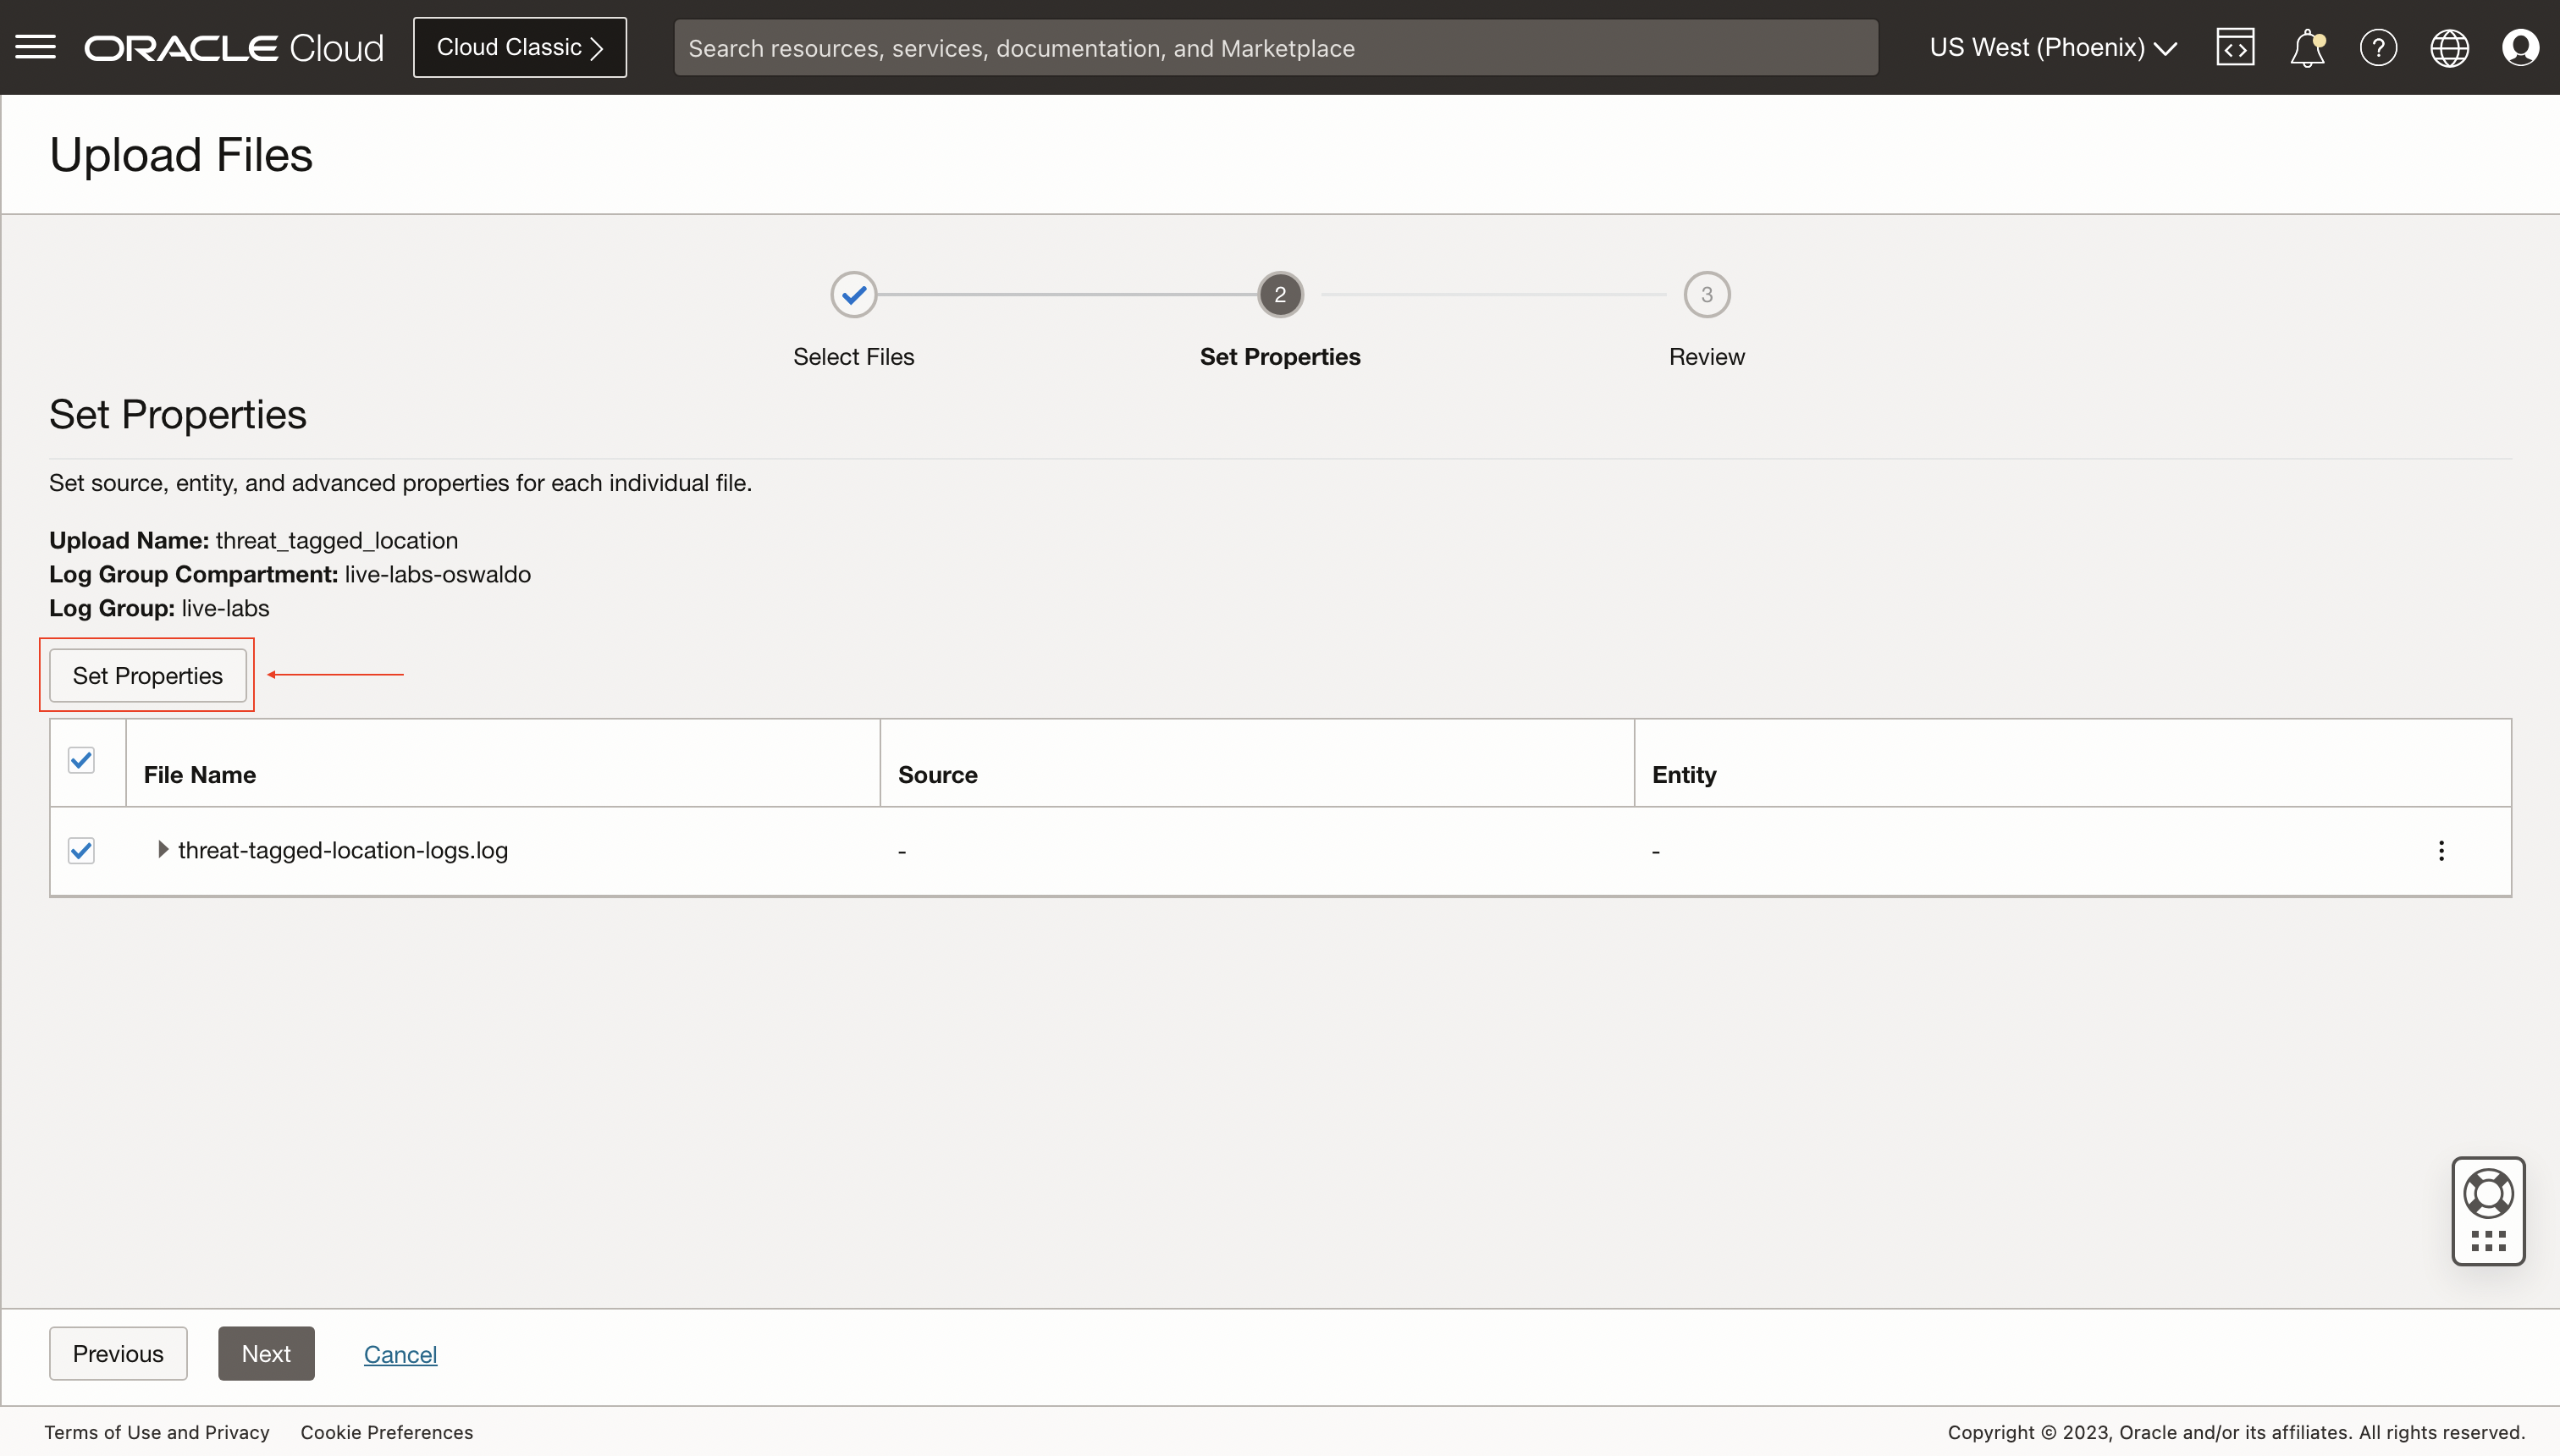 ORACLE Cloud
Cloud Classic
Search resources, services, documentation, and Marketplace
US West (Phoenix)
Upload Files
2
3
Select Files
Set Properties
Review
Set Properties
Set source, entity, and advanced properties for each individual file.
Upload Name: threat_tagged_location
Log Group Compartment: live-labs-oswaldo
Log Group: live-labs
Set Properties
File Name
Source
Entity
threat-tagged-location-logs.log
-
-
Previous
Next
Cancel
Terms of Use and Privacy
Cookie Preferences
Copyright © 2023, Oracle and/or its affiliates. All rights reserved.